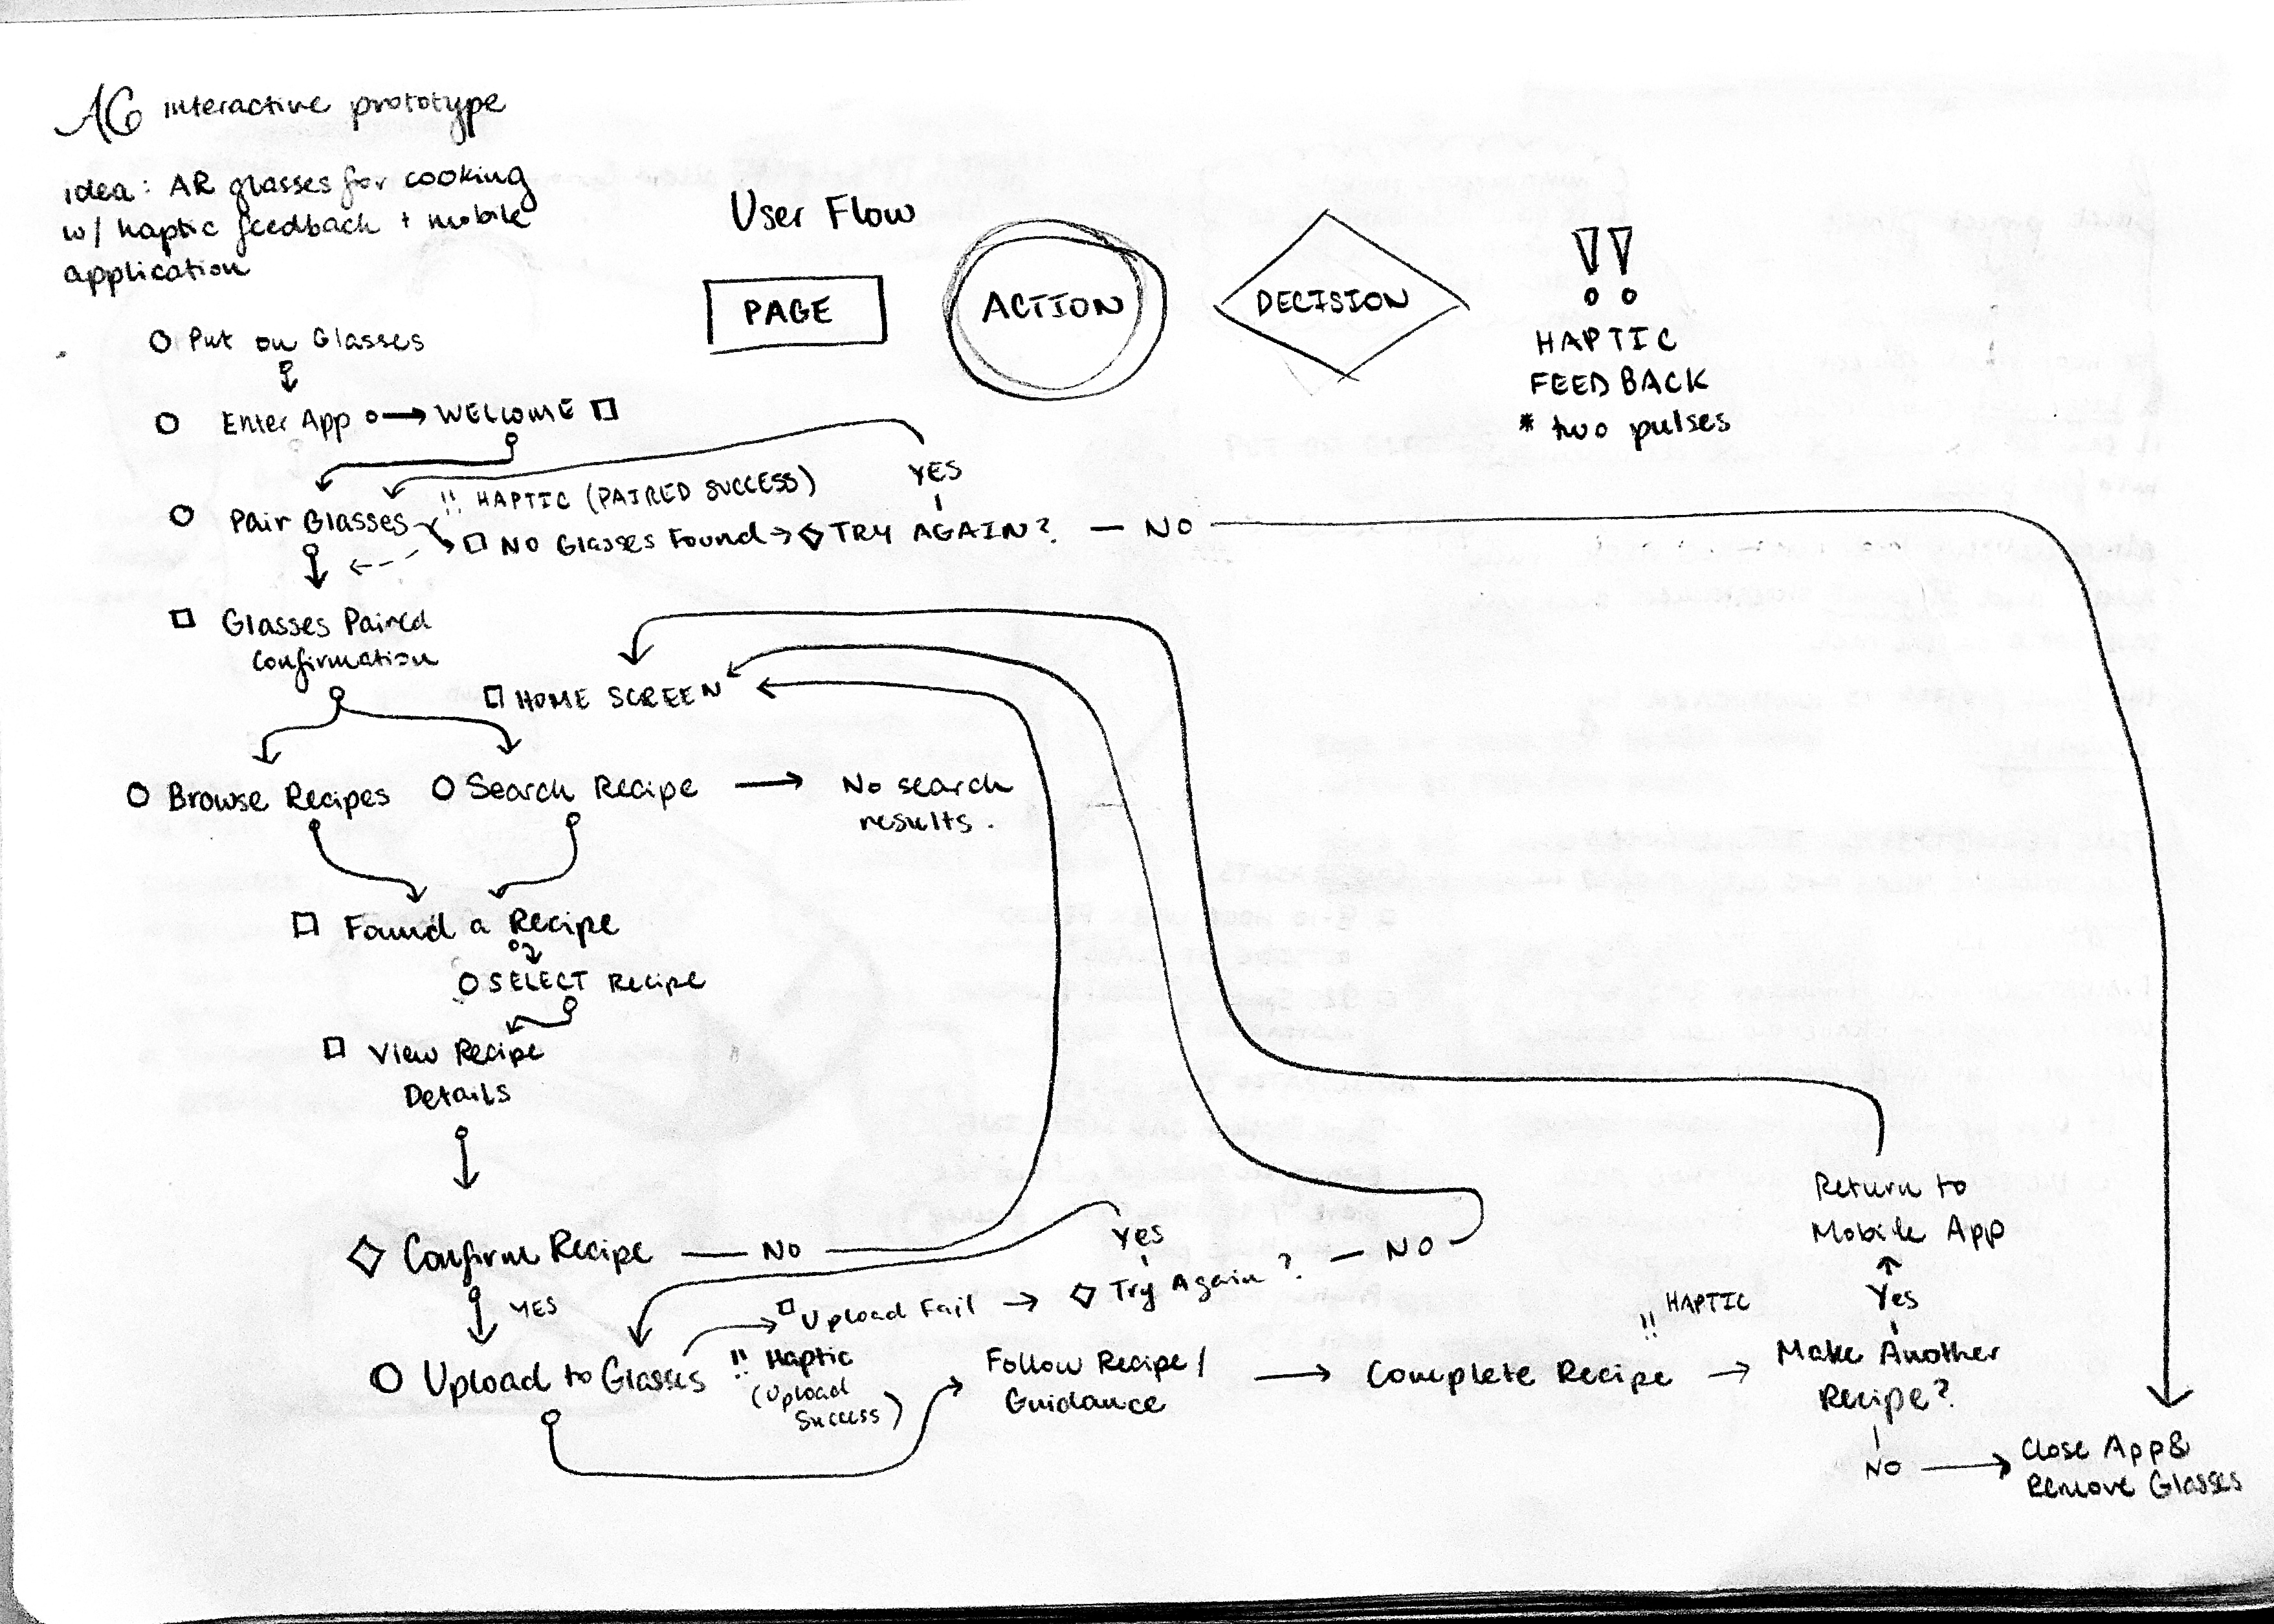 A6 interactive prototype
idea: AR glasses for cooking
w/ haptic feedback + mobile
application
User Flow
PAGE
ACTION
DECISION
HAPTIC
FEEDBACK
* two pulses
Put on Glasses
Enter App → WELCOME
!! HAPTIC (PAIRED SUCCESS)
YES
Pair Glasses
No Glasses Found → TRY AGAIN? — NO
Glasses Paired
Confirmation
HOME SCREEN
Browse Recipes
Search Recipe → No search
results.
Found a Recipe
SELECT Recipe
View Recipe
Details
Confirm Recipe — NO
YES
Upload Fail → Try Again? — NO
Yes
Upload to Glasses
!! Haptic
(Upload
Success)
Follow Recipe/
Guidance
→ Complete Recipe →
!! HAPTIC
Make Another
Recipe?
Yes
Return to
Mobile App
NO → Close App &
Remove Glasses